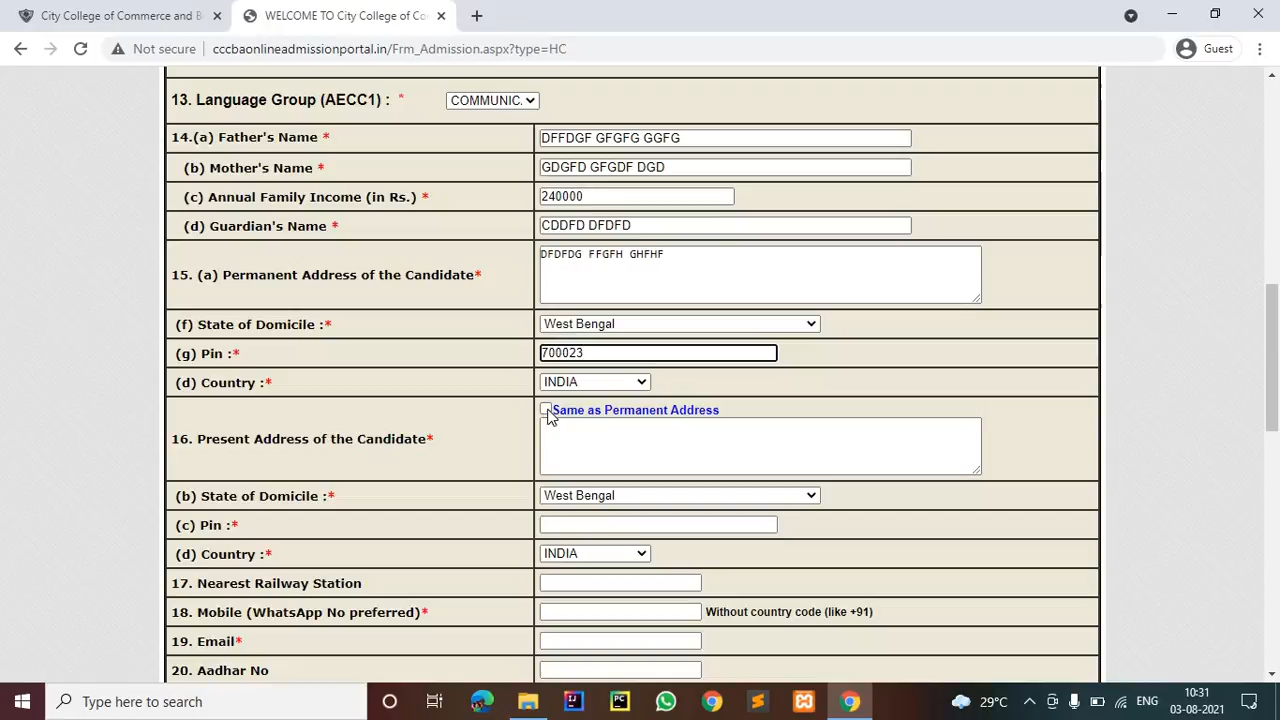 City College of Commerce and B
WELCOME TO City College of Co
Not secure
cccbaonlineadmissionportal.in/Frm_Admission.aspx?type=HC
Guest
13. Language Group (AECC1) : *
COMMUNIC.
14.(a) Father's Name *
DFFDGF GFGFG GGFG
(b) Mother's Name *
GDGFD GFGDF DGD
(c) Annual Family Income (in Rs.) *
240000
(d) Guardian's Name *
CDDFD DFDFD
15. (a) Permanent Address of the Candidate*
DFDFDG FFGFH GHFHF
(f) State of Domicile :*
West Bengal
(g) Pin :*
700023
(d) Country :*
INDIA
Same as Permanent Address
16. Present Address of the Candidate*
(b) State of Domicile :*
West Bengal
(c) Pin :*
(d) Country :*
INDIA
17. Nearest Railway Station
18. Mobile (WhatsApp No preferred)*
Without country code (like +91)
19. Email*
20. Aadhar No
Type here to search
29°C
ENG
10:31
03-08-2021